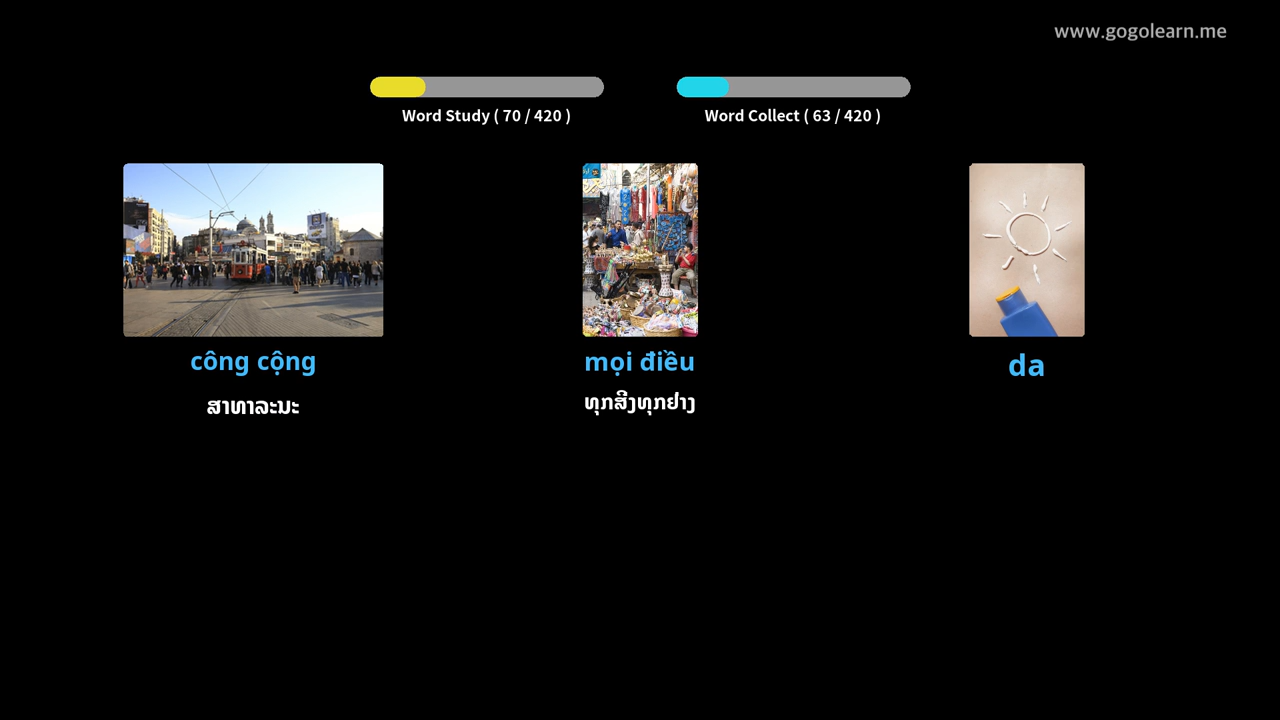 www.gogolearn.me
Word Study ( 70 / 420 )
Word Collect ( 63 / 420 )
công cộng
mọi điều
da
ສາທາລະນະ
ທຸກສິ່ງທຸກຢ່າງ